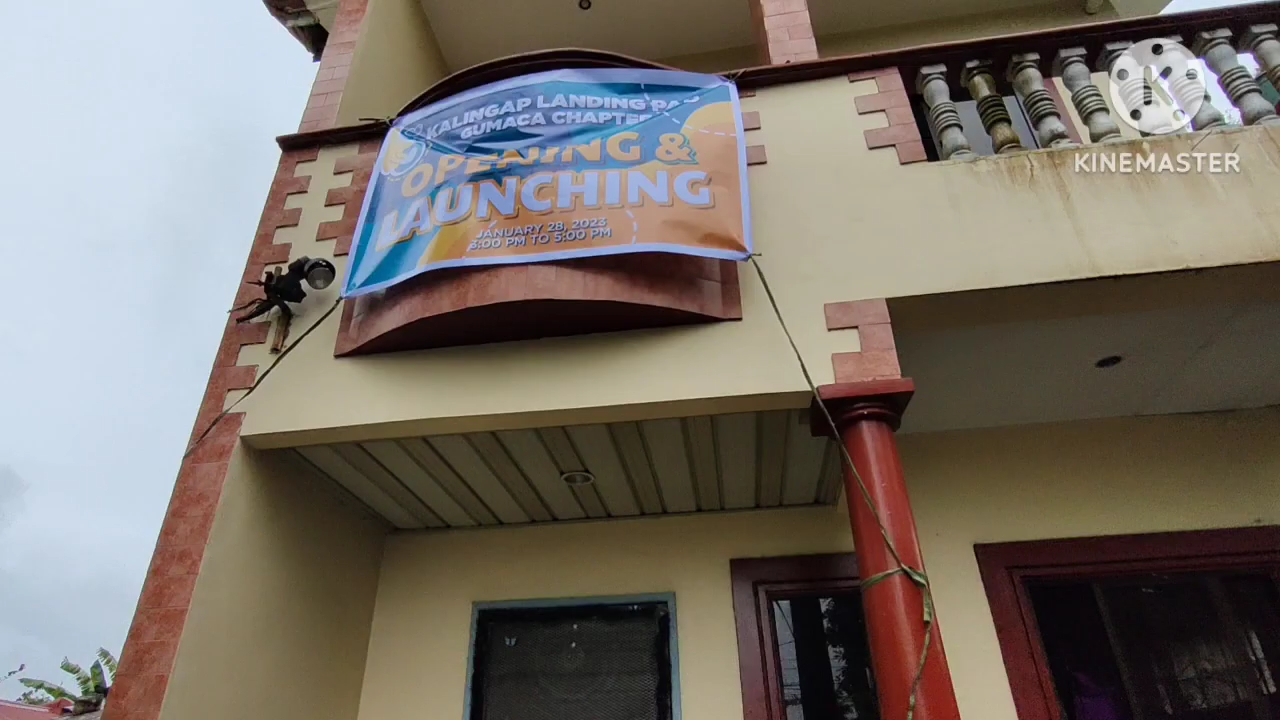 KALINGAP LANDING PAD
GUMACA CHAPTER
OPENING &
LAUNCHING
JANUARY 28, 2023
3:00 PM TO 5:00 PM
K
KINEMASTER